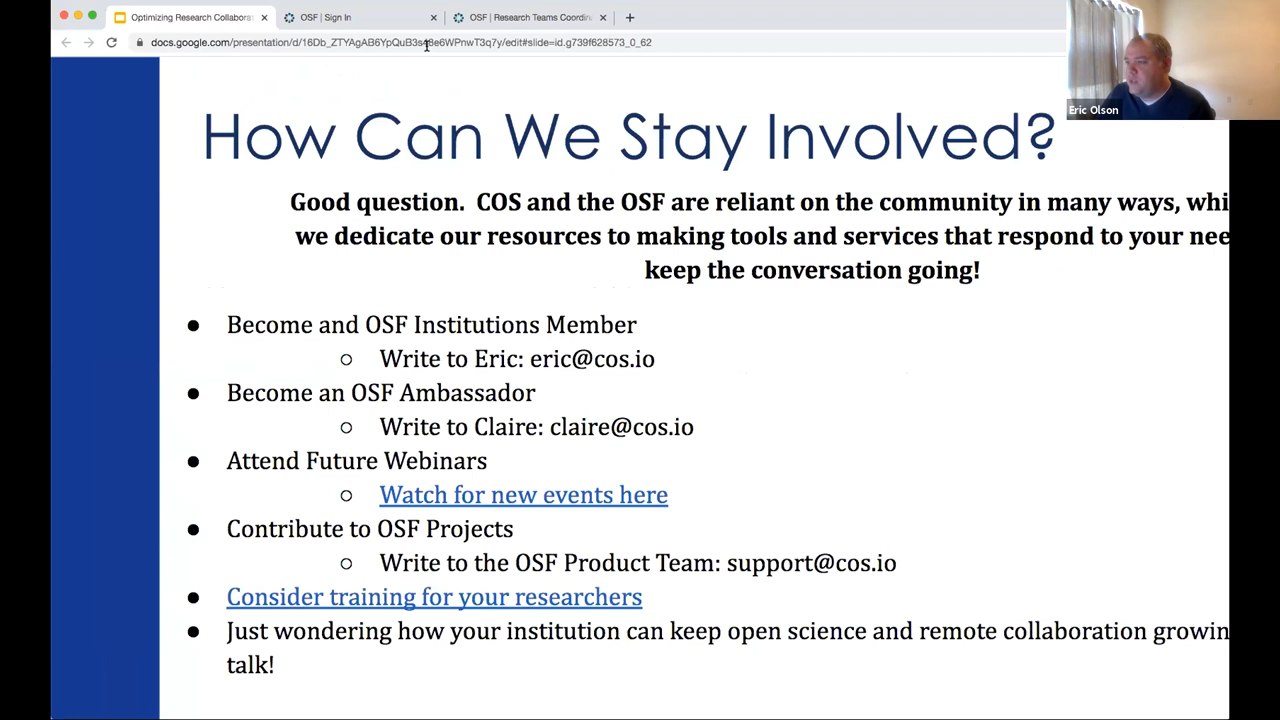 Optimizing Research Collabora
OSF | Sign In
OSF | Research Teams Coordin
docs.google.com/presentation/d/16Db_ZTYAgAB6YpQuB3s48e6WPnwT3q7y/edit#slide=id.g739f628573_0_62
Eric Olson
How Can We Stay Involved?
Good question. COS and the OSF are reliant on the community in many ways, whi
we dedicate our resources to making tools and services that respond to your nee
keep the conversation going!
● Become and OSF Institutions Member
○ Write to Eric: eric@cos.io
● Become an OSF Ambassador
○ Write to Claire: claire@cos.io
● Attend Future Webinars
○ Watch for new events here
● Contribute to OSF Projects
○ Write to the OSF Product Team: support@cos.io
● Consider training for your researchers
● Just wondering how your institution can keep open science and remote collaboration growin
talk!